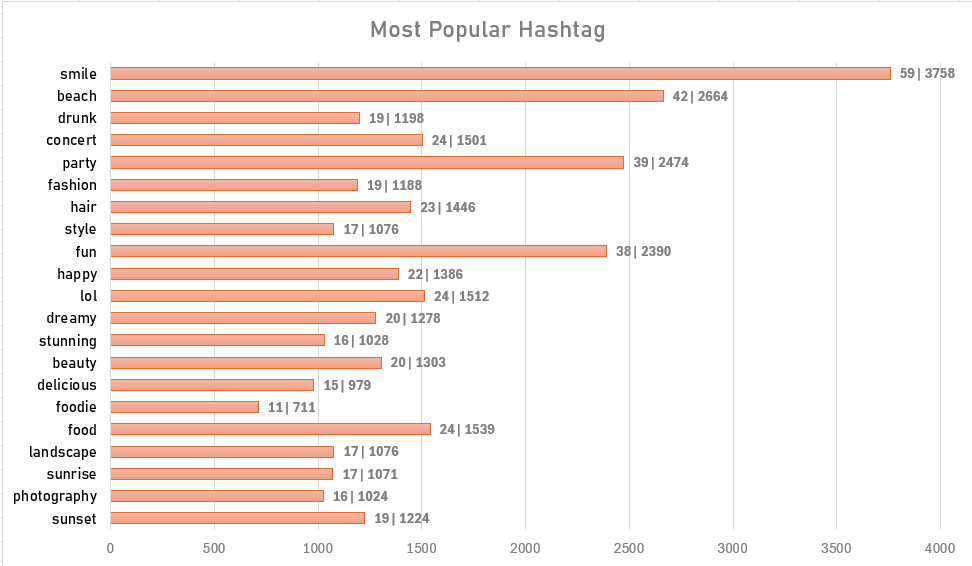 Most Popular Hashtag
smile 59 | 3758
beach 42 | 2664
drunk 19 | 1198
concert 24 | 1501
party 39 | 2474
fashion 19 | 1188
hair 23 | 1446
style 17 | 1076
fun 38 | 2390
happy 22 | 1386
lol 24 | 1512
dreamy 20 | 1278
stunning 16 | 1028
beauty 20 | 1303
delicious 15 | 979
foodie 11 | 711
food 24 | 1539
landscape 17 | 1076
sunrise 17 | 1071
photography 16 | 1024
sunset 19 | 1224
0 500 1000 1500 2000 2500 3000 3500 4000